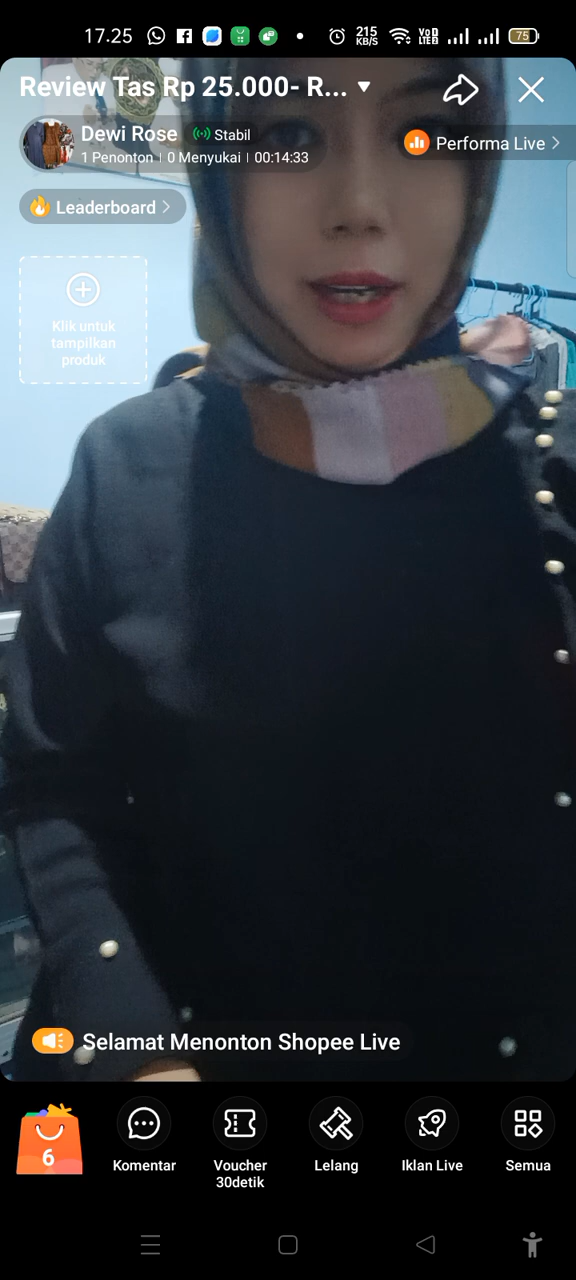 17.25
215
KB/S
VoD
LTED
75
Review Tas Rp 25.000- R...
Dewi Rose
Stabil
1 Penonton | 0 Menyukai | 00:14:33
Performa Live
Leaderboard
Klik untuk
tampilkan
produk
Selamat Menonton Shopee Live
6
Komentar
Voucher
30detik
Lelang
Iklan Live
Semua